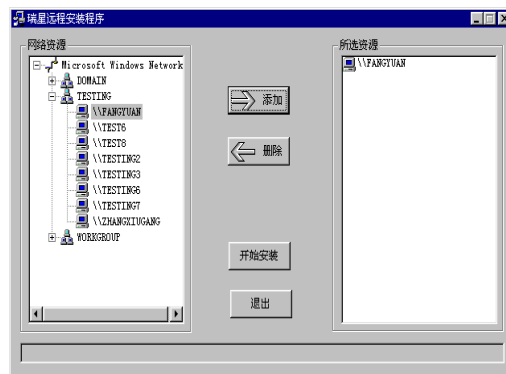 瑞星远程安装程序
网络资源
所选资源
Microsoft Windows Network
DOMAIN
TESTING
\\FANGYUAN
\\TEST6
\\TEST8
\\TESTING2
\\TESTING3
\\TESTING6
\\TESTING7
\\ZHANGXIUGANG
WORKGROUP
添加
删除
开始安装
退出
\\FANGYUAN